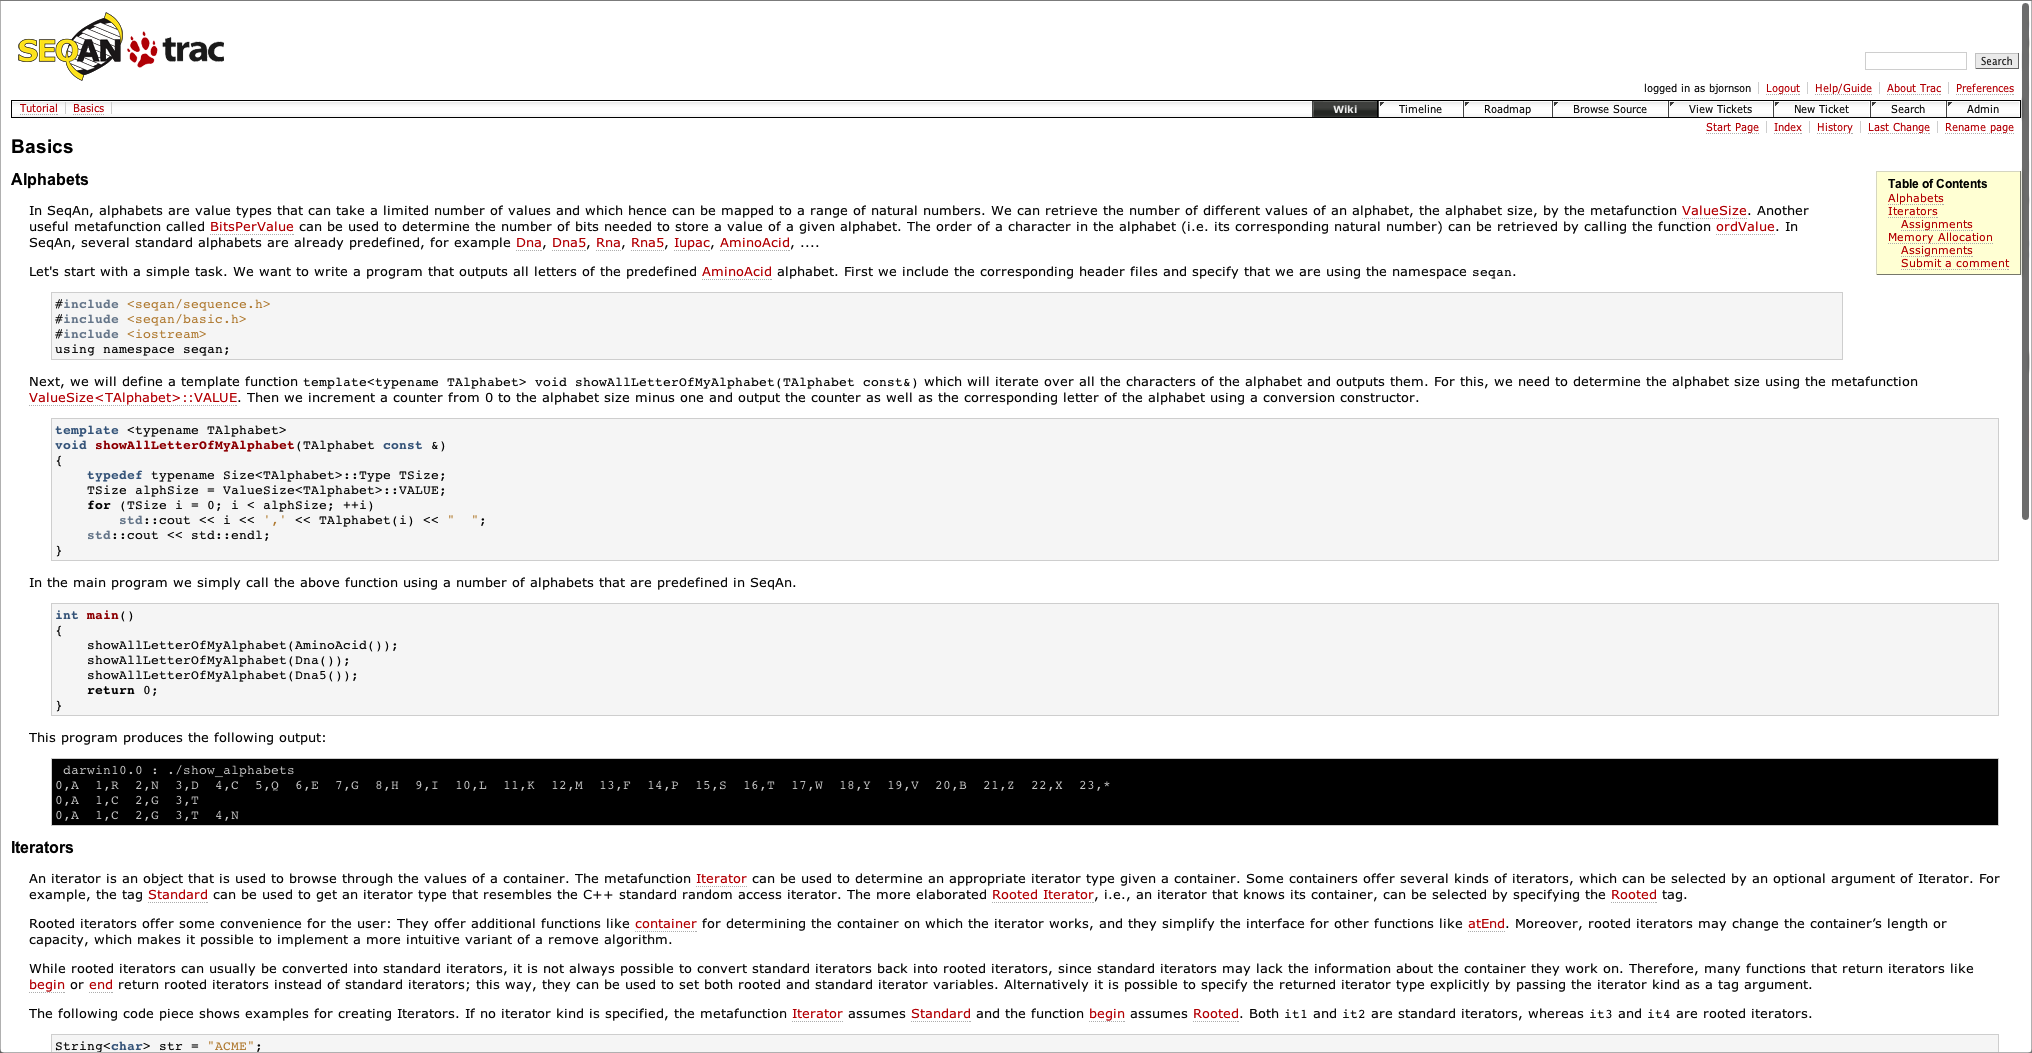 SEQAN trac
Search
logged in as bjornson Logout Help/Guide About Trac Preferences
Tutorial Basics Wiki Timeline Roadmap Browse Source View Tickets New Ticket Search Admin
Start Page Index History Last Change Rename page
Basics
Alphabets
Table of Contents
Alphabets
Iterators
Assignments
Memory Allocation
Assignments
Submit a comment
In SeqAn, alphabets are value types that can take a limited number of values and which hence can be mapped to a range of natural numbers. We can retrieve the number of different values of an alphabet, the alphabet size, by the metafunction ValueSize. Another
useful metafunction called BitsPerValue can be used to determine the number of bits needed to store a value of a given alphabet. The order of a character in the alphabet (i.e. its corresponding natural number) can be retrieved by calling the function ordValue. In
SeqAn, several standard alphabets are already predefined, for example Dna, Dna5, Rna, Rna5, Iupac, AminoAcid, ....
Let's start with a simple task. We want to write a program that outputs all letters of the predefined AminoAcid alphabet. First we include the corresponding header files and specify that we are using the namespace seqan.
#include <seqan/sequence.h>
#include <seqan/basic.h>
#include <iostream>
using namespace seqan;
Next, we will define a template function template<typename TAlphabet> void showAllLetterOfMyAlphabet(TAlphabet const&) which will iterate over all the characters of the alphabet and outputs them. For this, we need to determine the alphabet size using the metafunction
ValueSize<TAlphabet>::VALUE. Then we increment a counter from 0 to the alphabet size minus one and output the counter as well as the corresponding letter of the alphabet using a conversion constructor.
template <typename TAlphabet>
void showAllLetterOfMyAlphabet(TAlphabet const &)
{
    typedef typename Size<TAlphabet>::Type TSize;
    TSize alphSize = ValueSize<TAlphabet>::VALUE;
    for (TSize i = 0; i < alphSize; ++i)
        std::cout << i << ',' << TAlphabet(i) << "  ";
    std::cout << std::endl;
}
In the main program we simply call the above function using a number of alphabets that are predefined in SeqAn.
int main()
{
    showAllLetterOfMyAlphabet(AminoAcid());
    showAllLetterOfMyAlphabet(Dna());
    showAllLetterOfMyAlphabet(Dna5());
    return 0;
}
This program produces the following output:
darwin10.0 : ./show_alphabets
0,A  1,R  2,N  3,D  4,C  5,Q  6,E  7,G  8,H  9,I  10,L  11,K  12,M  13,F  14,P  15,S  16,T  17,W  18,Y  19,V  20,B  21,Z  22,X  23,*
0,A  1,C  2,G  3,T
0,A  1,C  2,G  3,T  4,N
Iterators
An iterator is an object that is used to browse through the values of a container. The metafunction Iterator can be used to determine an appropriate iterator type given a container. Some containers offer several kinds of iterators, which can be selected by an optional argument of Iterator. For
example, the tag Standard can be used to get an iterator type that resembles the C++ standard random access iterator. The more elaborated Rooted Iterator, i.e., an iterator that knows its container, can be selected by specifying the Rooted tag.
Rooted iterators offer some convenience for the user: They offer additional functions like container for determining the container on which the iterator works, and they simplify the interface for other functions like atEnd. Moreover, rooted iterators may change the container’s length or
capacity, which makes it possible to implement a more intuitive variant of a remove algorithm.
While rooted iterators can usually be converted into standard iterators, it is not always possible to convert standard iterators back into rooted iterators, since standard iterators may lack the information about the container they work on. Therefore, many functions that return iterators like
begin or end return rooted iterators instead of standard iterators; this way, they can be used to set both rooted and standard iterator variables. Alternatively it is possible to specify the returned iterator type explicitly by passing the iterator kind as a tag argument.
The following code piece shows examples for creating Iterators. If no iterator kind is specified, the metafunction Iterator assumes Standard and the function begin assumes Rooted. Both it1 and it2 are standard iterators, whereas it3 and it4 are rooted iterators.
String<char> str = "ACME";